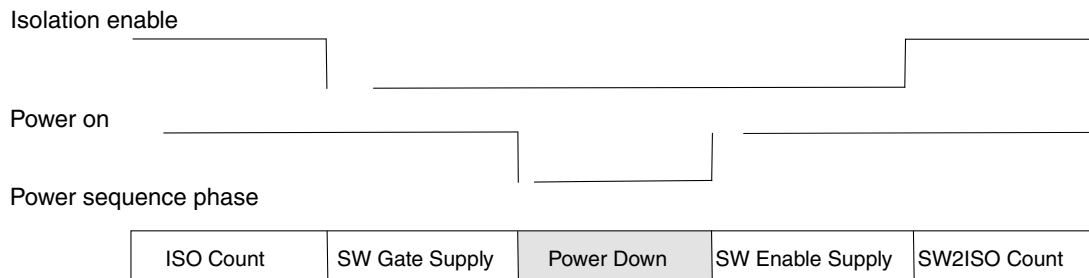 Isolation enable
Power on
Power sequence phase
ISO Count SW Gate Supply Power Down SW Enable Supply SW2ISO Count